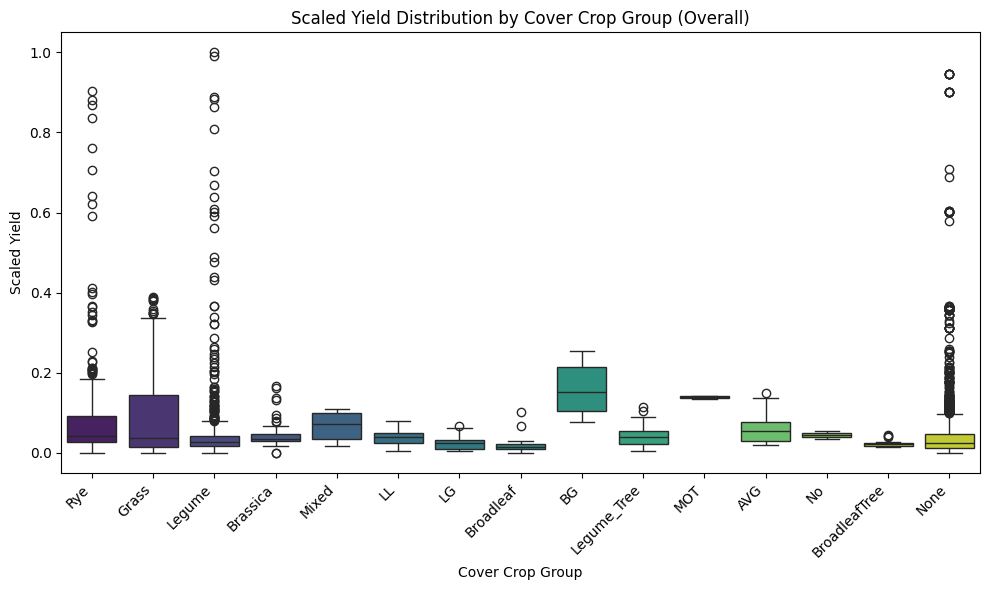 Scaled Yield Distribution by Cover Crop Group (Overall)
Scaled Yield
1.0
0.8
0.6
0.4
0.2
0.0
Rye
Grass
Legume
Brassica
Mixed
LL
LG
Broadleaf
BG
Legume_Tree
MOT
AVG
No
BroadleafTree
None
Cover Crop Group